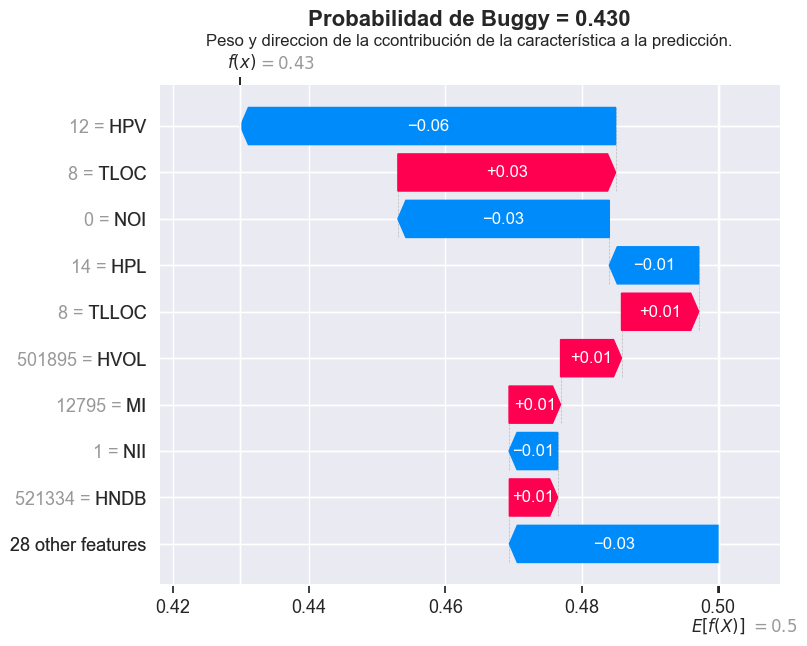 Probabilidad de Buggy = 0.430
Peso y direccion de la ccontribución de la característica a la predicción.
f(x) = 0.43
12 = HPV −0.06
8 = TLOC +0.03
0 = NOI −0.03
14 = HPL −0.01
8 = TLLOC +0.01
501895 = HVOL +0.01
12795 = MI +0.01
1 = NII −0.01
521334 = HNDB +0.01
28 other features −0.03
0.42 0.44 0.46 0.48 0.50
E[f(X)] = 0.5